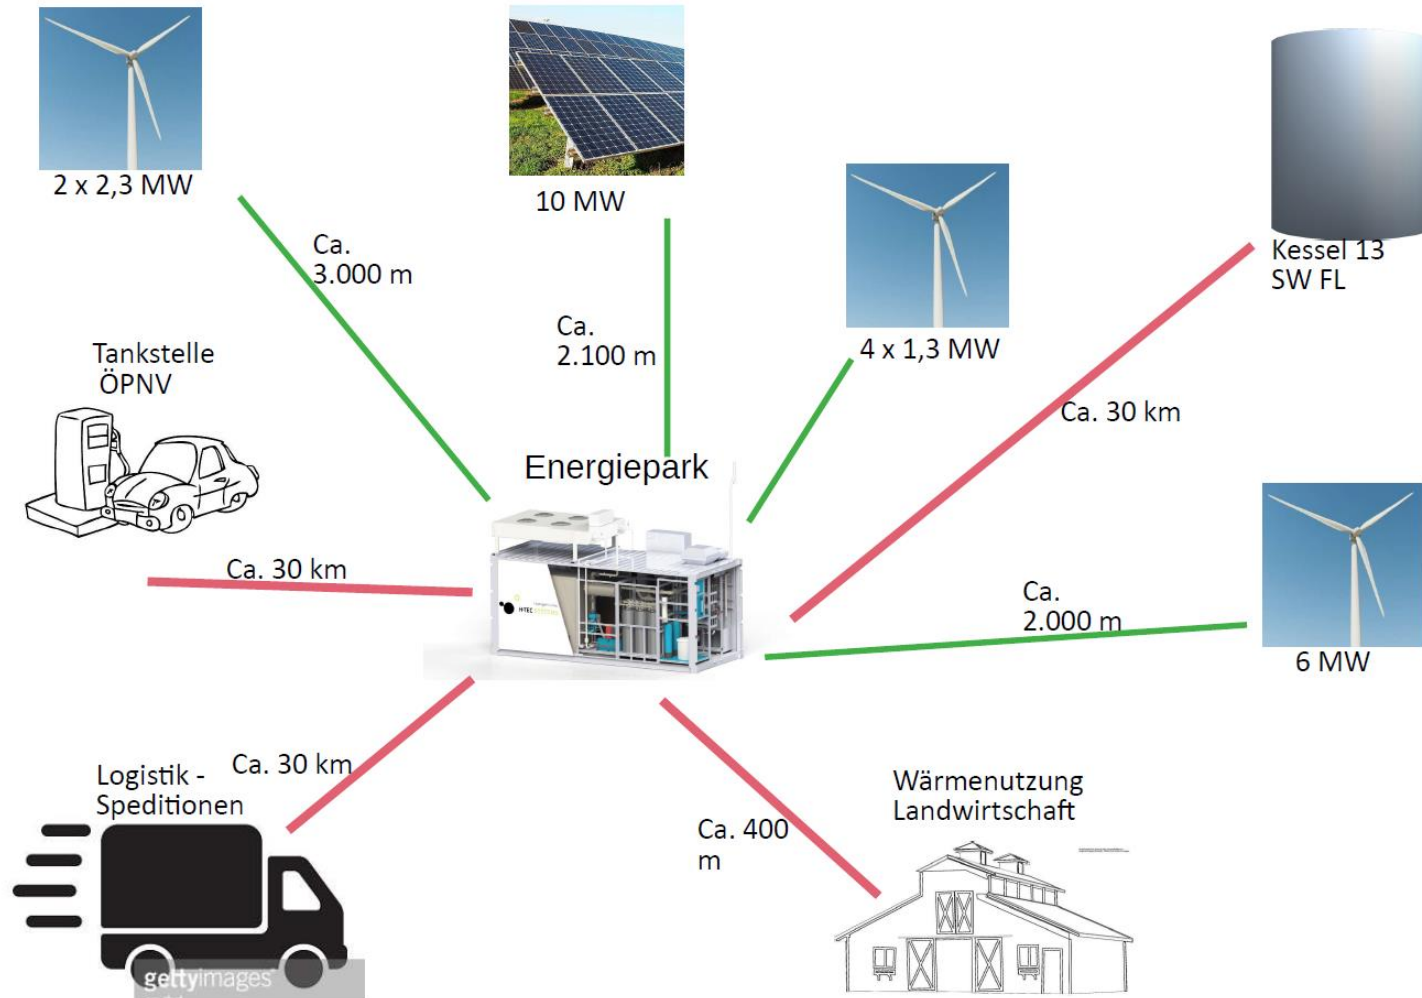 2 x 2,3 MW
10 MW
4 x 1,3 MW
Kessel 13
SW FL
Ca.
3.000 m
Ca.
2.100 m
Tankstelle
ÖPNV
Ca. 30 km
Energiepark
H-TEC SYSTEMS
Ca. 30 km
Ca.
2.000 m
6 MW
Logistik -
Speditionen
Ca. 30 km
Ca. 400
m
Wärmenutzung
Landwirtschaft
gettyimages